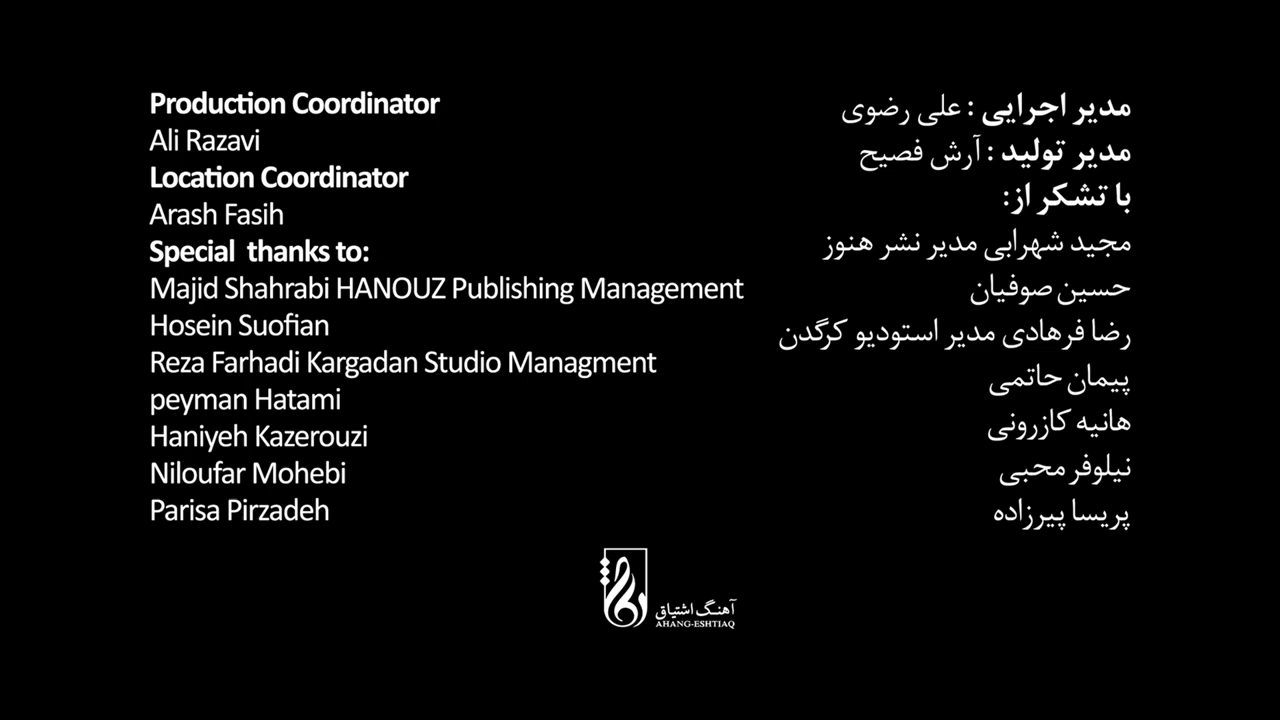 Production Coordinator
Ali Razavi
Location Coordinator
Arash Fasih
Special thanks to:
Majid Shahrabi HANOUZ Publishing Management
Hosein Suofian
Reza Farhadi Kargadan Studio Managment
peyman Hatami
Haniyeh Kazerouzi
Niloufar Mohebi
Parisa Pirzadeh
مدیر اجرایی : علی رضوی
مدیر تولید : آرش فصیح
با تشکر از:
مجید شهرابی مدیر نشر هنوز
حسین صوفیان
رضا فرهادی مدیر استودیو کرگدن
پیمان حاتمی
هانیه کازرونی
نیلوفر محبی
پریسا پیرزاده
آهنگ اشتیاق
AHANG-ESHTIAQ